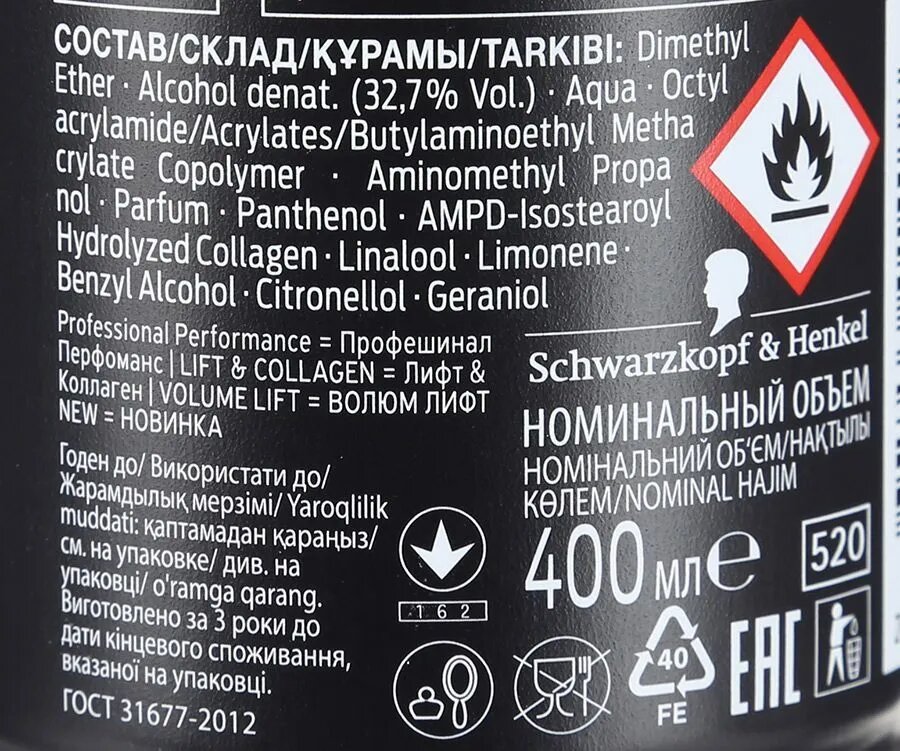 СОСТАВ/СКЛАД/ҚҰРАМЫ/TARKIBI: Dimethyl
Ether · Alcohol denat. (32,7% Vol.) · Aqua · Octyl
acrylamide/Acrylates/Butylaminoethyl Metha
crylate Copolymer · Aminomethyl Propa
nol · Parfum · Panthenol · AMPD-Isostearoyl
Hydrolyzed Collagen · Linalool · Limonene ·
Benzyl Alcohol · Citronellol · Geraniol
Professional Performance = Профешинал
Перфоманс | LIFT & COLLAGEN = Лифт &
Коллаген | VOLUME LIFT = ВОЛЮМ ЛИФТ
NEW = НОВИНКА
Годен до/ Використати до/
Жарамдылық мерзімі/ Yaroqlilik
muddati: қаптамадан қараңыз/
см. на упаковке/ див. на
упаковці/ o'ramga qarang.
Виготовлено за 3 роки до
дати кінцевого споживання,
вказаної на упаковці.
ГОСТ 31677-2012
162
Schwarzkopf & Henkel
НОМИНАЛЬНЫЙ ОБЪЕМ
НОМІНАЛЬНИЙ ОБ'ЄМ/НАҚТЫЛЫ
КӨЛЕМ/NOMINAL HAJIM
400 мл e
520
40
FE
EAC